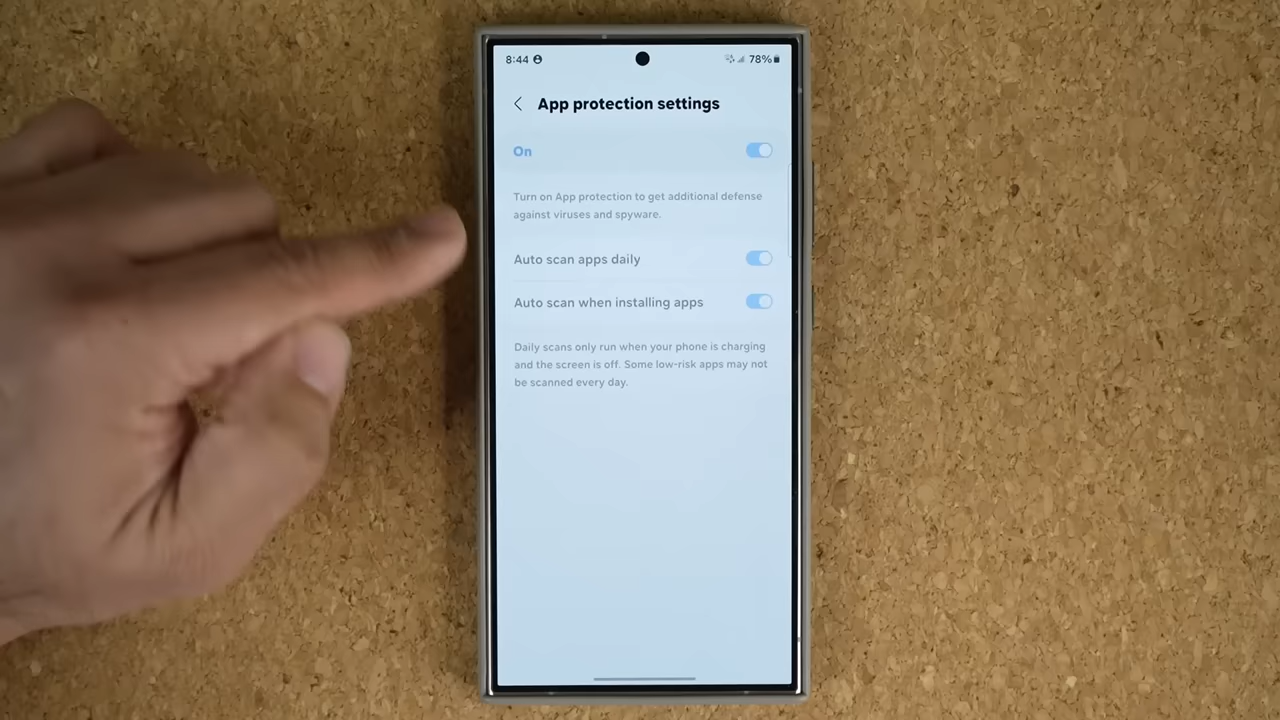 8:44
78%
App protection settings
On
Turn on App protection to get additional defense
against viruses and spyware.
Auto scan apps daily
Auto scan when installing apps
Daily scans only run when your phone is charging
and the screen is off. Some low-risk apps may not
be scanned every day.